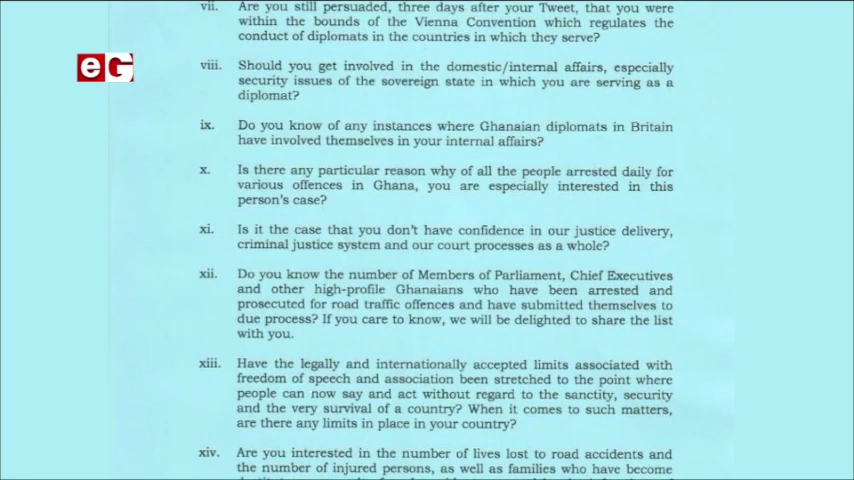 vii. Are you still persuaded, three days after your Tweet, that you were
within the bounds of the Vienna Convention which regulates the
conduct of diplomats in the countries in which they serve?
eG
viii. Should you get involved in the domestic/internal affairs, especially
security issues of the sovereign state in which you are serving as a
diplomat?
ix. Do you know of any instances where Ghanaian diplomats in Britain
have involved themselves in your internal affairs?
x. Is there any particular reason why of all the people arrested daily for
various offences in Ghana, you are especially interested in this
person's case?
xi. Is it the case that you don't have confidence in our justice delivery,
criminal justice system and our court processes as a whole?
xii. Do you know the number of Members of Parliament, Chief Executives
and other high-profile Ghanaians who have been arrested and
prosecuted for road traffic offences and have submitted themselves to
due process? If you care to know, we will be delighted to share the list
with you.
xiii. Have the legally and internationally accepted limits associated with
freedom of speech and association been stretched to the point where
people can now say and act without regard to the sanctity, security
and the very survival of a country? When it comes to such matters,
are there any limits in place in your country?
xiv. Are you interested in the number of lives lost to road accidents and
the number of injured persons, as well as families who have become